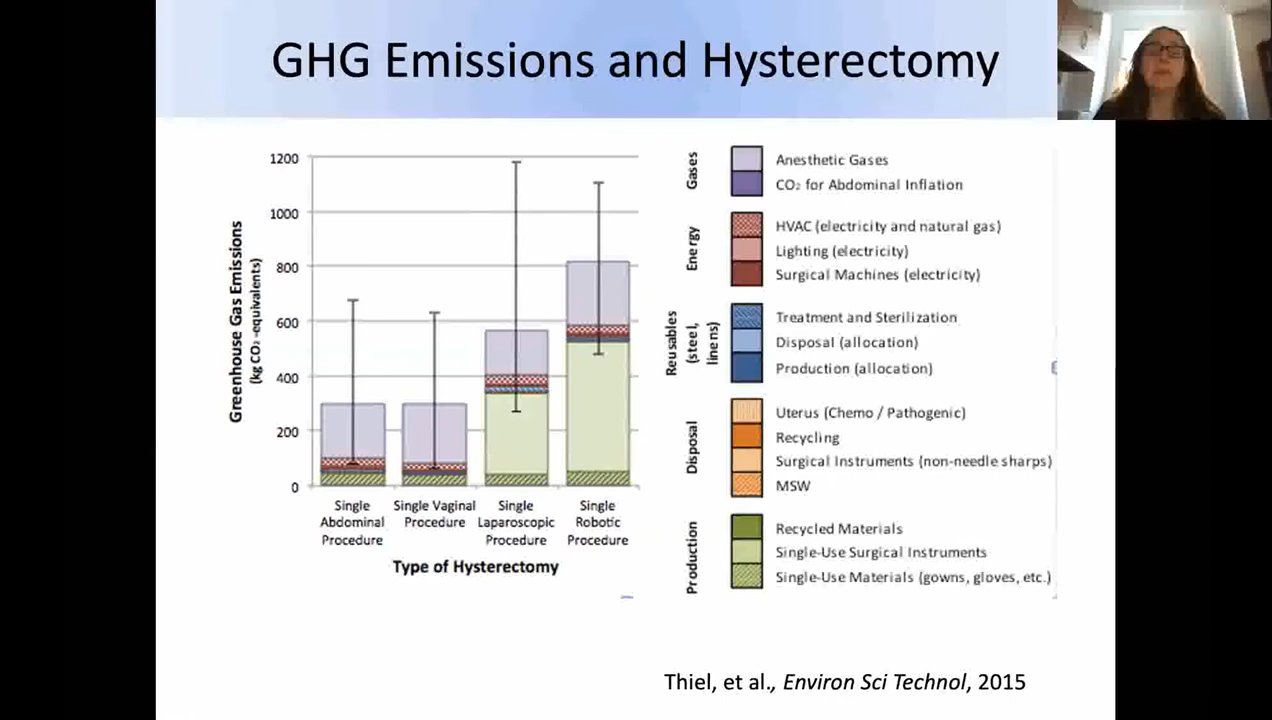 GHG Emissions and Hysterectomy
Greenhouse Gas Emissions
(kg CO₂ -equivalents)
1200
1000
800
600
400
200
0
Single Abdominal Procedure
Single Vaginal Procedure
Single Laparoscopic Procedure
Single Robotic Procedure
Type of Hysterectomy
Gases
Anesthetic Gases
CO₂ for Abdominal Inflation
Energy
HVAC (electricity and natural gas)
Lighting (electricity)
Surgical Machines (electricity)
Reusables
(steel,
linens)
Treatment and Sterilization
Disposal (allocation)
Production (allocation)
Disposal
Uterus (Chemo / Pathogenic)
Recycling
Surgical Instruments (non-needle sharps)
MSW
Production
Recycled Materials
Single-Use Surgical Instruments
Single-Use Materials (gowns, gloves, etc.)
Thiel, et al., Environ Sci Technol, 2015